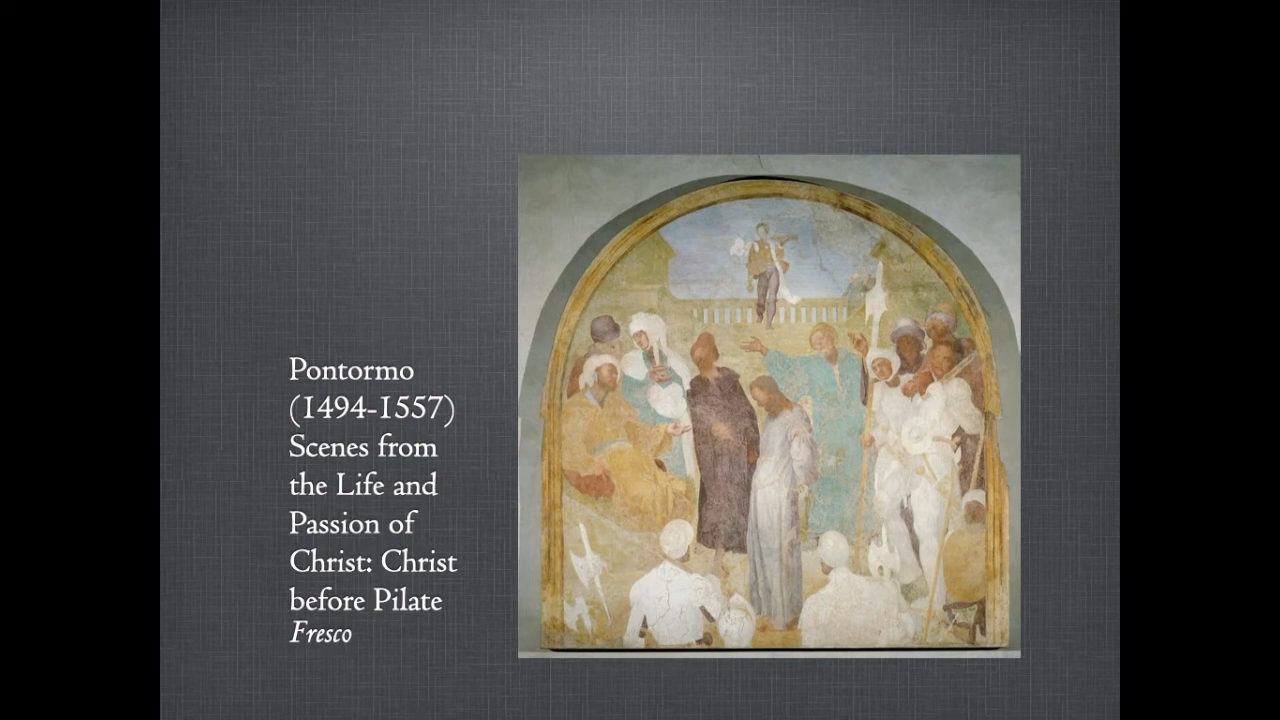 Pontormo
(1494-1557)
Scenes from
the Life and
Passion of
Christ: Christ
before Pilate
Fresco